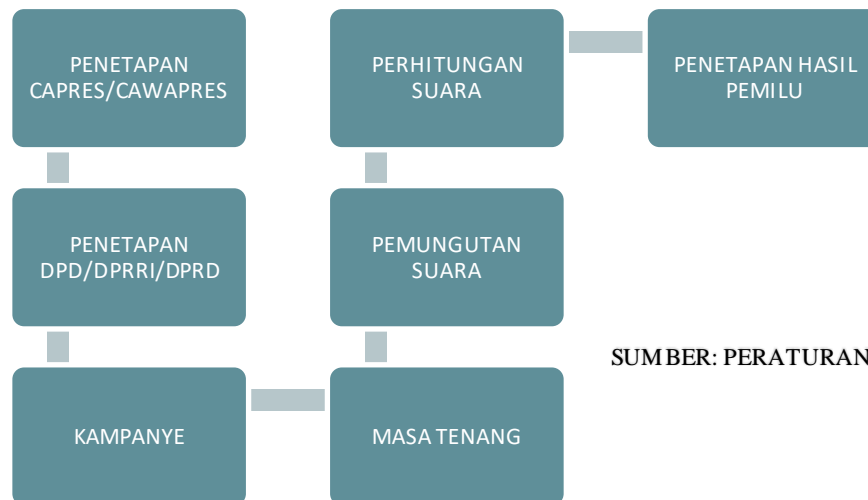 PENETAPAN
CAPRES/CAWAPRES
PENETAPAN
DPD/DPRRI/DPRD
KAMPANYE
MASA TENANG
PEMUNGUTAN
SUARA
PERHITUNGAN
SUARA
PENETAPAN HASIL
PEMILU
SUMBER: PERATURAN